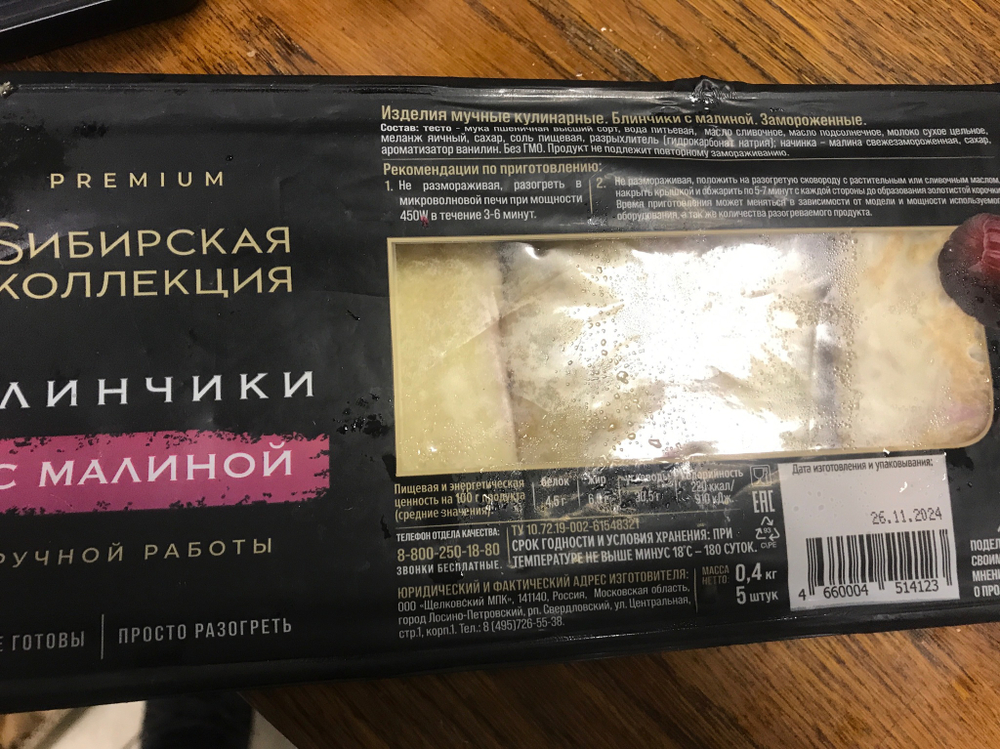 PREMIUM
SИБИРСКАЯ
КОЛЛЕКЦИЯ
ЛИНЧИКИ
С МАЛИНОЙ
РУЧНОЙ РАБОТЫ
Е ГОТОВЫ | ПРОСТО РАЗОГРЕТЬ
Изделия мучные кулинарные. Блинчики с малиной. Замороженные.
Состав: тесто - мука пшеничная высший сорт, вода питьевая, масло сливочное, масло подсолнечное, молоко сухое цельное,
меланж яичный, сахар, соль пищевая, разрыхлитель (гидрокарбонат натрия); начинка - малина свежезамороженная, сахар,
ароматизатор ванилин. Без ГМО. Продукт не подлежит повторному замораживанию.
Рекомендации по приготовлению:
1. Не размораживая, разогреть в
микроволновой печи при мощности
450W в течение 3-6 минут.
2. Не размораживая, положить на разогретую сковороду с растительным или сливочным маслом,
накрыть крышкой и обжарить по 5-7 минут с каждой стороны до образования золотистой корочки
Время приготовления может меняться в зависимости от модели и мощности используемо
оборудования, а так же количества разогреваемого продукта.
Пищевая и энергетическая
ценность на 100 г продукта
(средние значения):
белок
4,5 г
жир
углеводы
30,5 г
калорийность
ккал/
910 кДж
EAC
ТЕЛЕФОН ОТДЕЛА КАЧЕСТВА:
8-800-250-18-80
ЗВОНКИ БЕСПЛАТНЫЕ.
ТУ 10.72.19-002-61548321
СРОК ГОДНОСТИ И УСЛОВИЯ ХРАНЕНИЯ: ПРИ
ТЕМПЕРАТУРЕ НЕ ВЫШЕ МИНУС 18°С – 180 СУТОК.
ЮРИДИЧЕСКИЙ И ФАКТИЧЕСКИЙ АДРЕС ИЗГОТОВИТЕЛЯ:
ООО «Щелковский МПК», 141140, Россия, Московская область,
город Лосино-Петровский, рп. Свердловский, ул. Центральная,
стр.1, корп.1. Тел.: 8 (495)726-55-38.
МАССА
НЕТТО:
0,4 кг
5 штук
Дата изготовления и упаковывания:
26.11.2024
4 660004 514123
ПОДЕЛ
СВОИМ
МНЕН
О ПРО